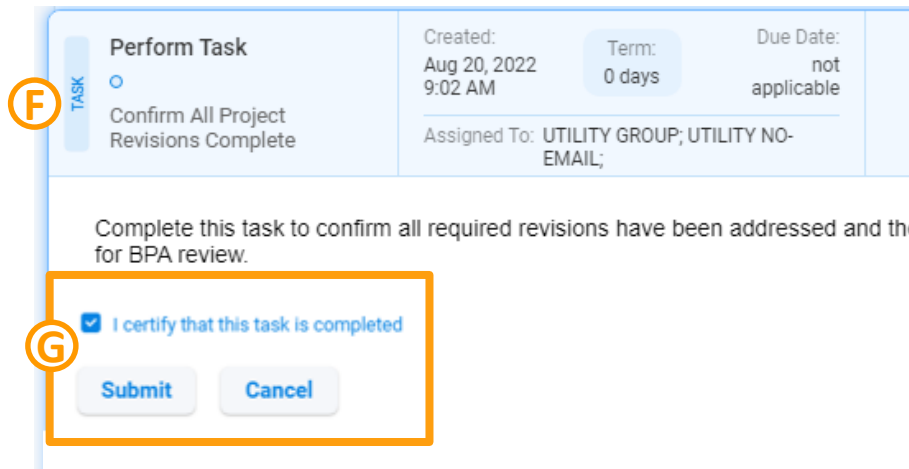 F
TASK
Perform Task
Confirm All Project
Revisions Complete
Created:
Aug 20, 2022
9:02 AM
Term:
0 days
Due Date:
not
applicable
Assigned To: UTILITY GROUP; UTILITY NO-
EMAIL;
Complete this task to confirm all required revisions have been addressed and
for BPA review.
G
I certify that this task is completed
Submit
Cancel